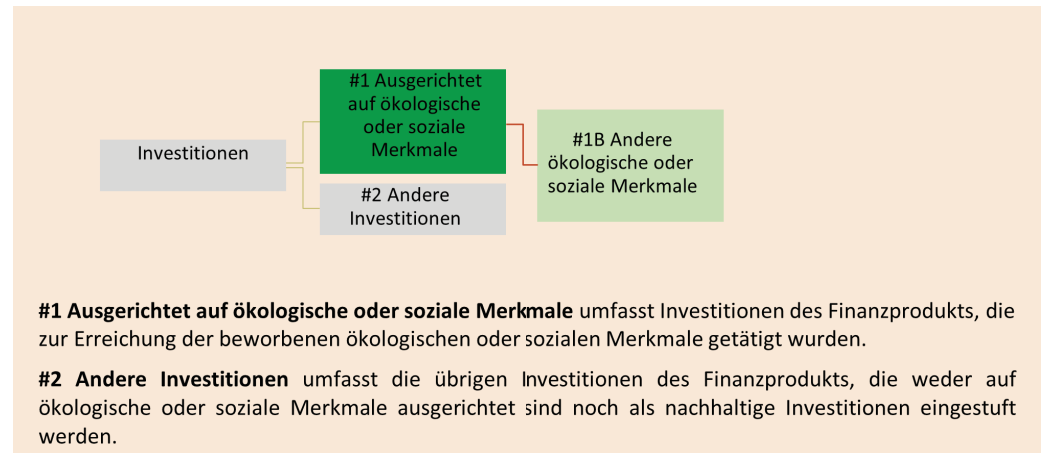 #1 Ausgerichtet
auf ökologische
oder soziale
Merkmale
Investitionen
#1B Andere
ökologische oder
soziale Merkmale
#2 Andere
Investitionen
#1 Ausgerichtet auf ökologische oder soziale Merkmale umfasst Investitionen des Finanzprodukts, die
zur Erreichung der beworbenen ökologischen oder sozialen Merkmale getätigt wurden.
#2 Andere Investitionen umfasst die übrigen Investitionen des Finanzprodukts, die weder auf
ökologische oder soziale Merkmale ausgerichtet sind noch als nachhaltige Investitionen eingestuft
werden.